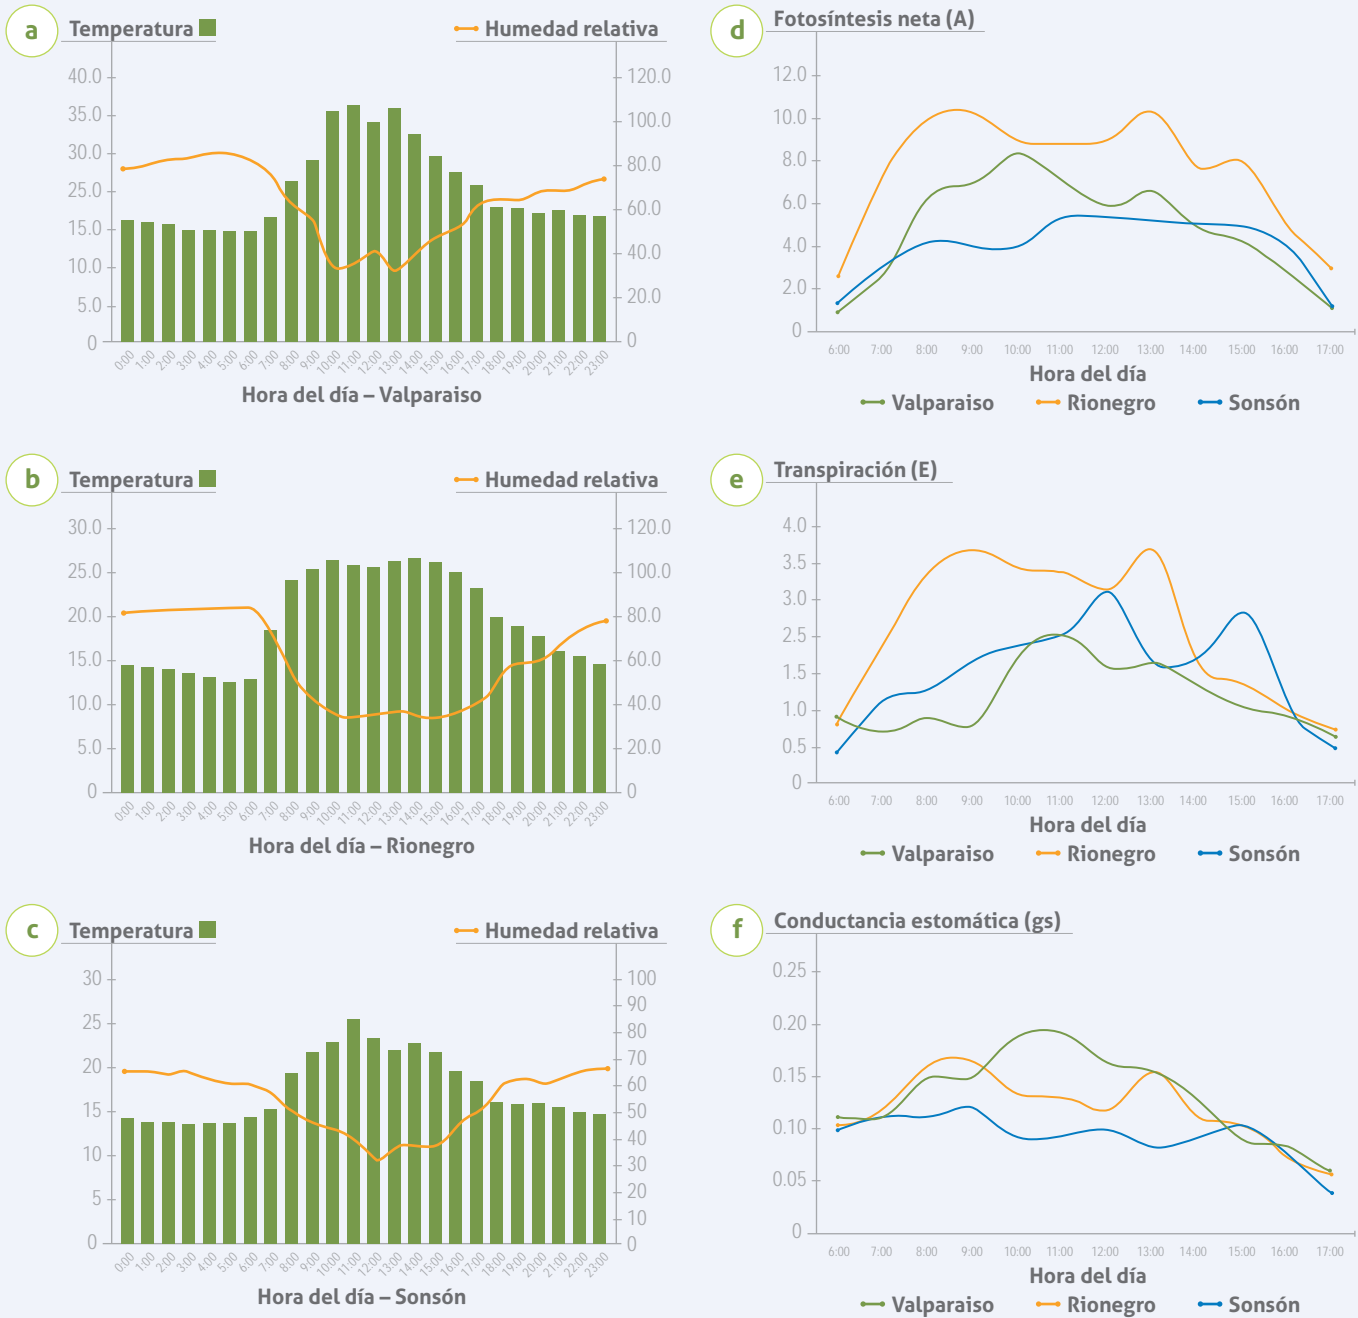 a
Temperatura
Humedad relativa
40.0
35.0
30.0
25.0
20.0
15.0
10.0
5.0
0
120.0
100.0
80.0
60.0
40.0
20.0
0
0:00 1:00 2:00 3:00 4:00 5:00 6:00 7:00 8:00 9:00 10:00 11:00 12:00 13:00 14:00 15:00 16:00 17:00 18:00 19:00 20:00 21:00 22:00 23:00
Hora del día – Valparaiso
b
Temperatura
Humedad relativa
30.0
25.0
20.0
15.0
10.0
5.0
0
120.0
100.0
80.0
60.0
40.0
20.0
0
0:00 1:00 2:00 3:00 4:00 5:00 6:00 7:00 8:00 9:00 10:00 11:00 12:00 13:00 14:00 15:00 16:00 17:00 18:00 19:00 20:00 21:00 22:00 23:00
Hora del día – Rionegro
c
Temperatura
Humedad relativa
30
25
20
15
10
5
0
100
90
80
70
60
50
40
30
20
10
0
0:00 1:00 2:00 3:00 4:00 5:00 6:00 7:00 8:00 9:00 10:00 11:00 12:00 13:00 14:00 15:00 16:00 17:00 18:00 19:00 20:00 21:00 22:00 23:00
Hora del día – Sonsón
d
Fotosíntesis neta (A)
12.0
10.0
8.0
6.0
4.0
2.0
0
6:00 7:00 8:00 9:00 10:00 11:00 12:00 13:00 14:00 15:00 16:00 17:00
Hora del día
Valparaiso Rionegro Sonsón
e
Transpiración (E)
4.0
3.5
3.0
2.5
1.5
1.0
0.5
0
6:00 7:00 8:00 9:00 10:00 11:00 12:00 13:00 14:00 15:00 16:00 17:00
Hora del día
Valparaiso Rionegro Sonsón
f
Conductancia estomática (gs)
0.25
0.20
0.15
0.10
0.05
0
6:00 7:00 8:00 9:00 10:00 11:00 12:00 13:00 14:00 15:00 16:00 17:00
Hora del día
Valparaiso Rionegro Sonsón